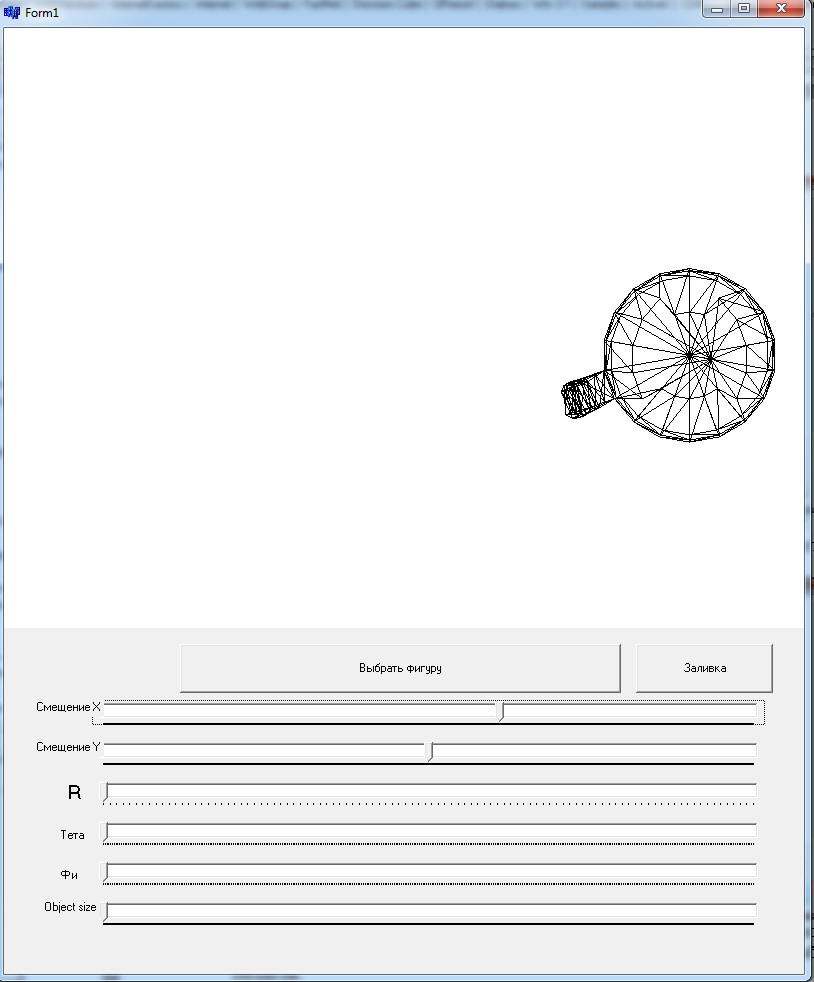 Form1
Выбрать фигуру
Заливка
Смещение X
Смещение Y
R
Тета
Фи
Object size